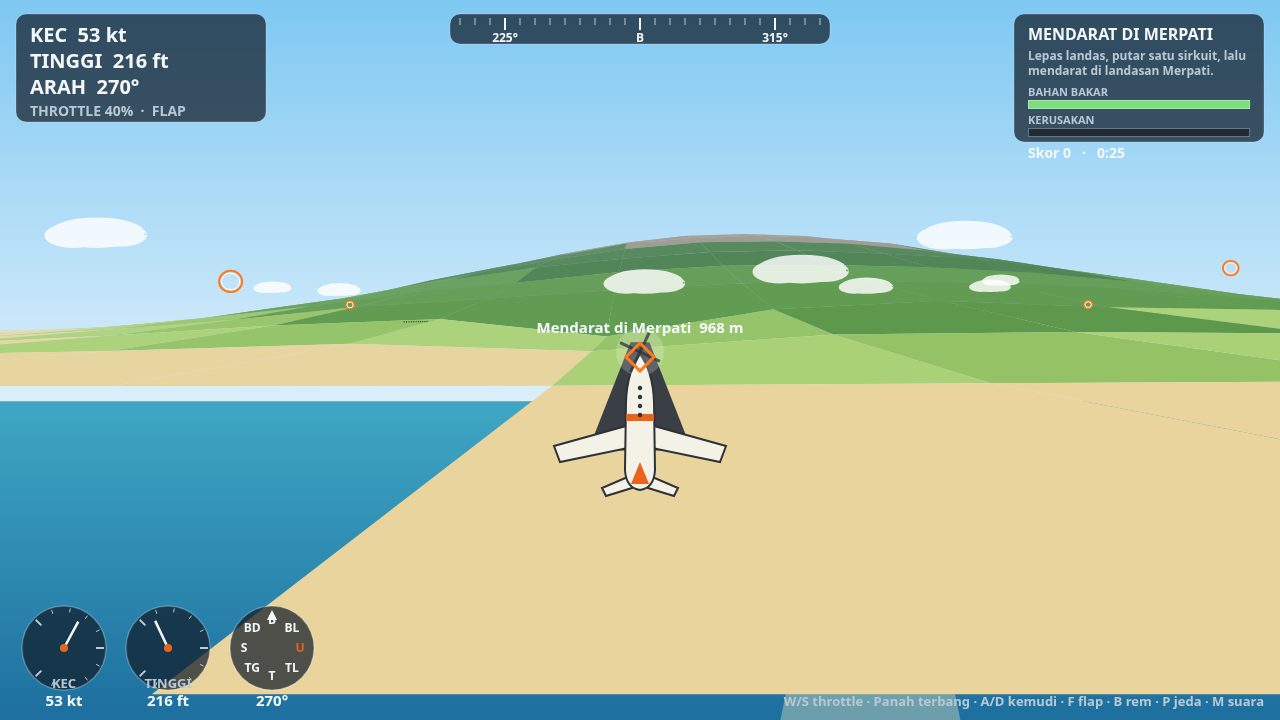 KEC 53 kt
TINGGI 216 ft
ARAH 270°
THROTTLE 40% · FLAP
225° B 315°
MENDARAT DI MERPATI
Lepas landas, putar satu sirkuit, lalu
mendarat di landasan Merpati.
BAHAN BAKAR
KERUSAKAN
Skor 0 · 0:25
Mendarat di Merpati 968 m
KEC
53 kt
TINGGI
216 ft
B
BD BL
S U
TG TL
T
270°
W/S throttle · Panah terbang · A/D kemudi · F flap · B rem · P jeda · M suara